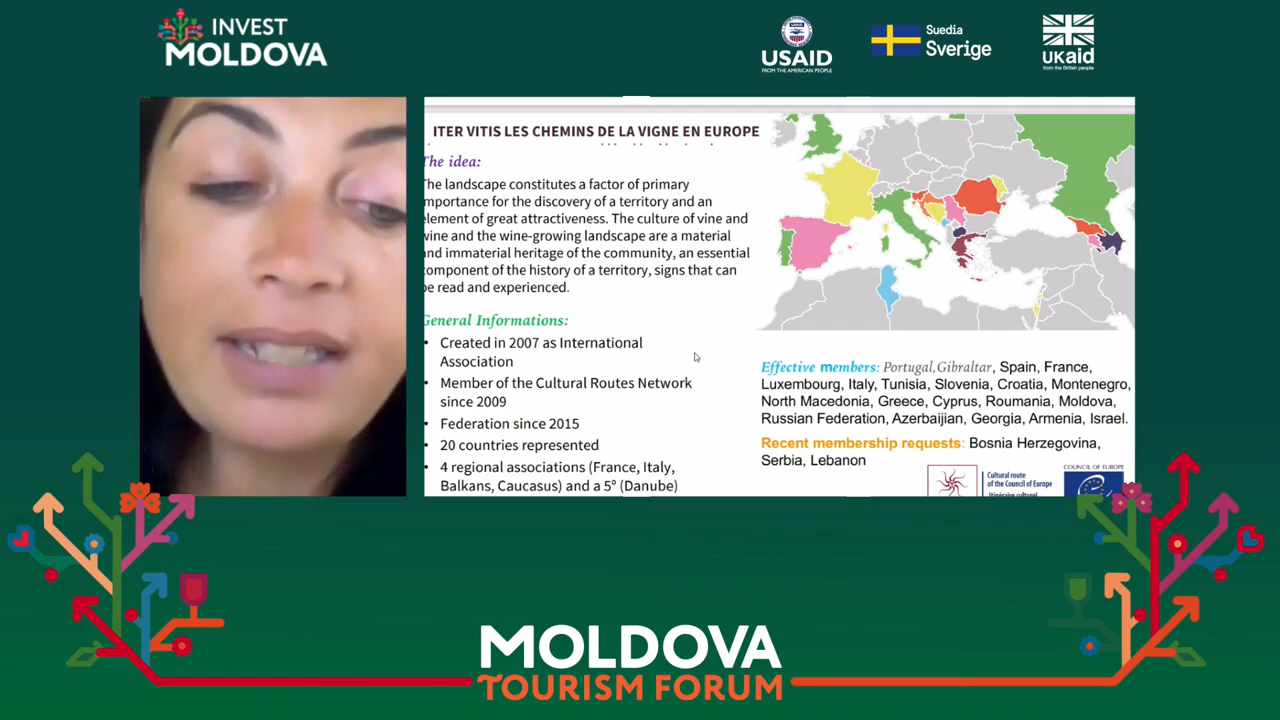 INVEST
MOLDOVA
USAID
FROM THE AMERICAN PEOPLE
Suedia
Sverige
UKaid
from the British people
ITER VITIS LES CHEMINS DE LA VIGNE EN EUROPE
The idea:
The landscape constitutes a factor of primary
importance for the discovery of a territory and an
element of great attractiveness. The culture of vine and
wine and the wine-growing landscape are a material
and immaterial heritage of the community, an essential
component of the history of a territory, signs that can
be read and experienced.
General Informations:
• Created in 2007 as International
Association
• Member of the Cultural Routes Network
since 2009
• Federation since 2015
• 20 countries represented
• 4 regional associations (France, Italy,
Balkans, Caucasus) and a 5° (Danube)
Effective members: Portugal,Gibraltar, Spain, France,
Luxembourg, Italy, Tunisia, Slovenia, Croatia, Montenegro,
North Macedonia, Greece, Cyprus, Roumania, Moldova,
Russian Federation, Azerbaijian, Georgia, Armenia, Israel.
Recent membership requests: Bosnia Herzegovina,
Serbia, Lebanon
Cultural route
of the Council of Europe
Itinéraire culturel
COUNCIL OF EUROPE
MOLDOVA
TOURISM FORUM